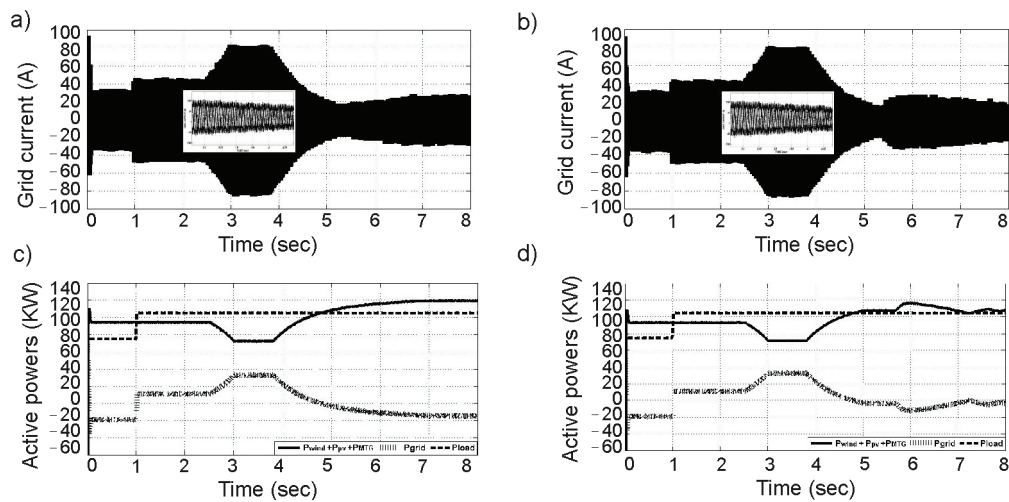 a)
Grid current (A)
100
80
60
40
20
0
−20
−40
−60
−80
−100
0 1 2 3 4 5 6 7 8
Time (sec)
b)
Grid current (A)
100
80
60
40
20
0
−20
−40
−60
−80
−100
0 1 2 3 4 5 6 7 8
Time (sec)
c)
Active powers (KW)
120
100
80
60
40
20
0
−20
−40
−60
0 1 2 3 4 5 6 7 8
Pwind + Ppv + PMTG Pgrid Pload
Time (sec)
d)
Active powers (KW)
120
100
80
60
40
20
0
−20
−40
−60
0 1 2 3 4 5 6 7 8
Pwind + Ppv + PMTG Pgrid Pload
Time (sec)